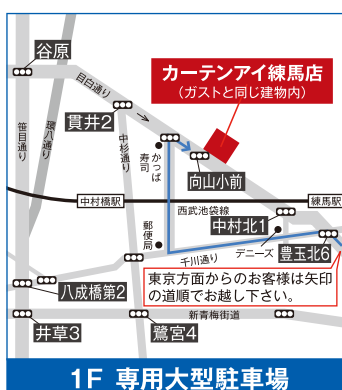 谷原
目白通り
カーテンアイ練馬店
(ガストと同じ建物内)
貫井2
笹目通り
環八通り
中杉通り
かっぱ
寿司
向山小前
中村橋駅
練馬駅
西武池袋線
中村北1
郵便局
デニーズ
千川通り
豊玉北6
東京方面からのお客様は矢印
の道順でお越し下さい。
八成橋第2
新青梅街道
井草3
鷺宮4
1F 専用大型駐車場